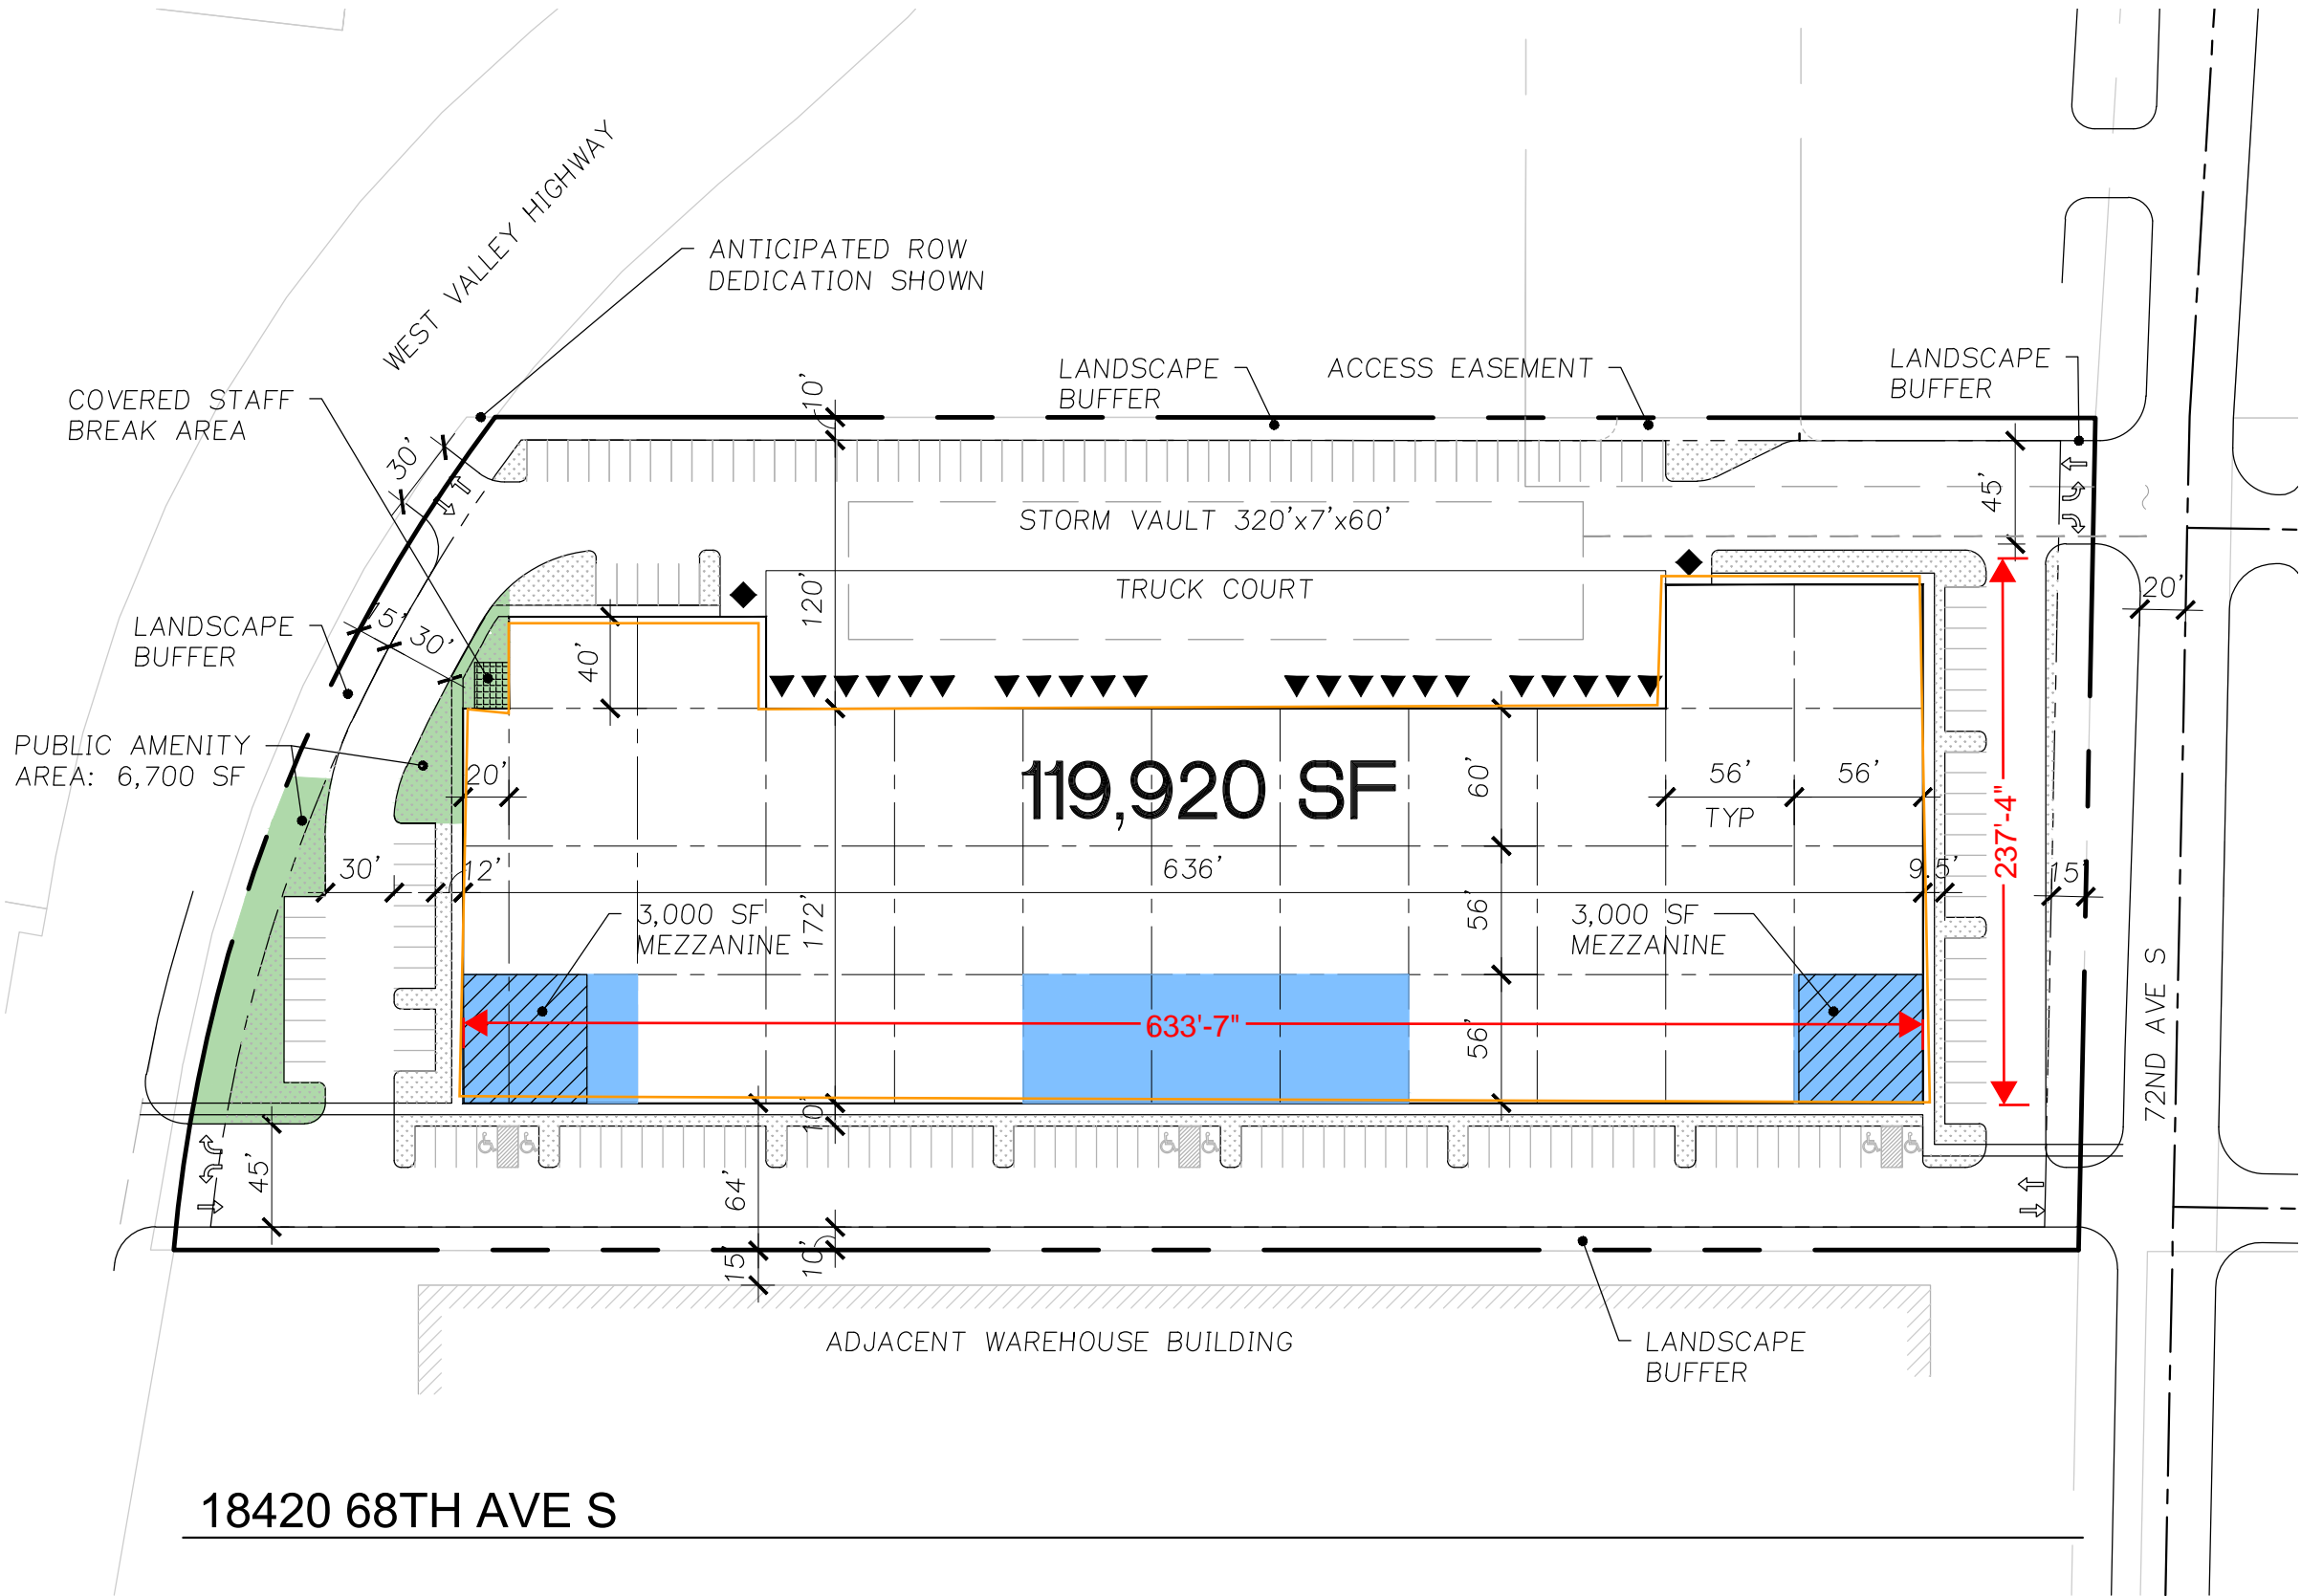 WEST VALLEY HIGHWAY
ANTICIPATED ROW
DEDICATION SHOWN
COVERED STAFF
BREAK AREA
30'
10'
LANDSCAPE
BUFFER
ACCESS EASEMENT
LANDSCAPE
BUFFER
45'
STORM VAULT 320'x7'x60'
TRUCK COURT
120'
20'
LANDSCAPE
BUFFER
15'
30'
40'
PUBLIC AMENITY
AREA: 6,700 SF
20'
119,920 SF
60'
56'
56'
TYP
237'-4"
30'
12'
636'
9.5'
15'
172'
56'
3,000 SF
MEZZANINE
3,000 SF
MEZZANINE
633'-7"
56'
72ND AVE S
10'
45'
64'
15'
10'
ADJACENT WAREHOUSE BUILDING
LANDSCAPE
BUFFER
18420 68TH AVE S